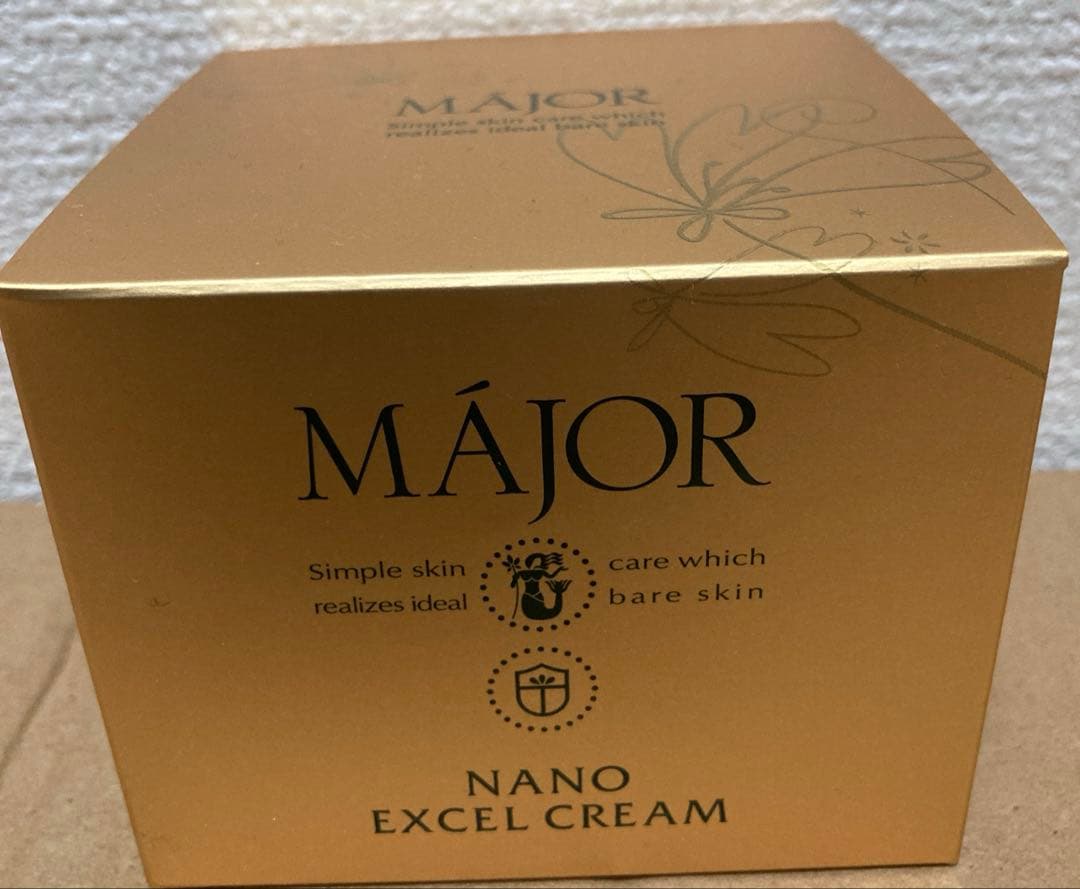 MÁJOR
Simple skin care which
realizes ideal bare skin
MÁJOR
Simple skin care which
realizes ideal bare skin
NANO
EXCEL CREAM